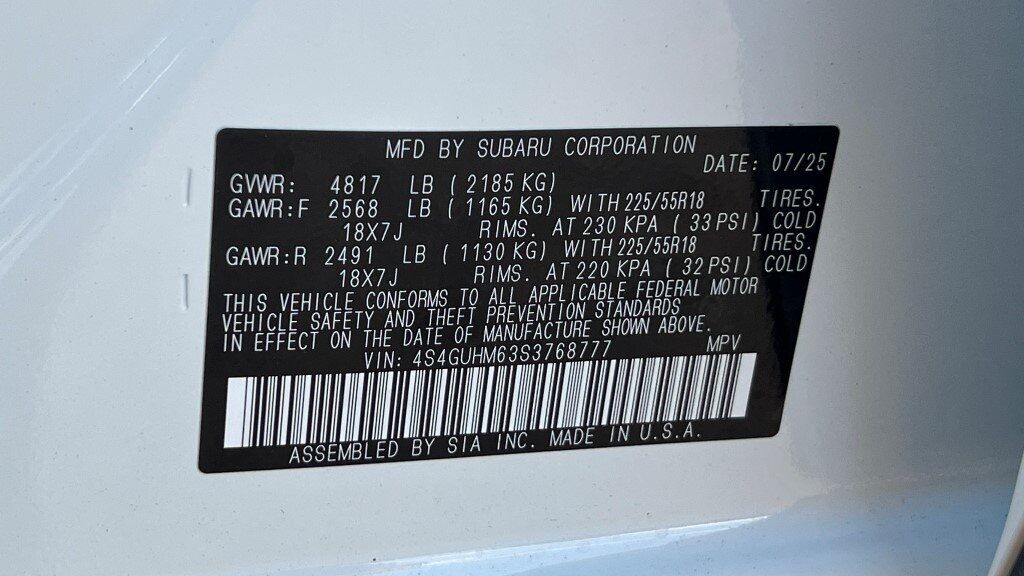 MFD BY SUBARU CORPORATION DATE: 07/25
GVWR: 4817 LB ( 2185 KG)
GAWR:F 2568 LB ( 1165 KG) WITH 225/55R18 TIRES.
18X7J RIMS. AT 230 KPA ( 33 PSI) COLD
GAWR:R 2491 LB ( 1130 KG) WITH 225/55R18 TIRES.
18X7J RIMS. AT 220 KPA ( 32 PSI) COLD
THIS VEHICLE CONFORMS TO ALL APPLICABLE FEDERAL MOTOR
VEHICLE SAFETY AND THEFT PREVENTION STANDARDS
IN EFFECT ON THE DATE OF MANUFACTURE SHOWN ABOVE.
VIN: 4S4GUHM63S3768777 MPV
ASSEMBLED BY SIA INC. MADE IN U.S.A.